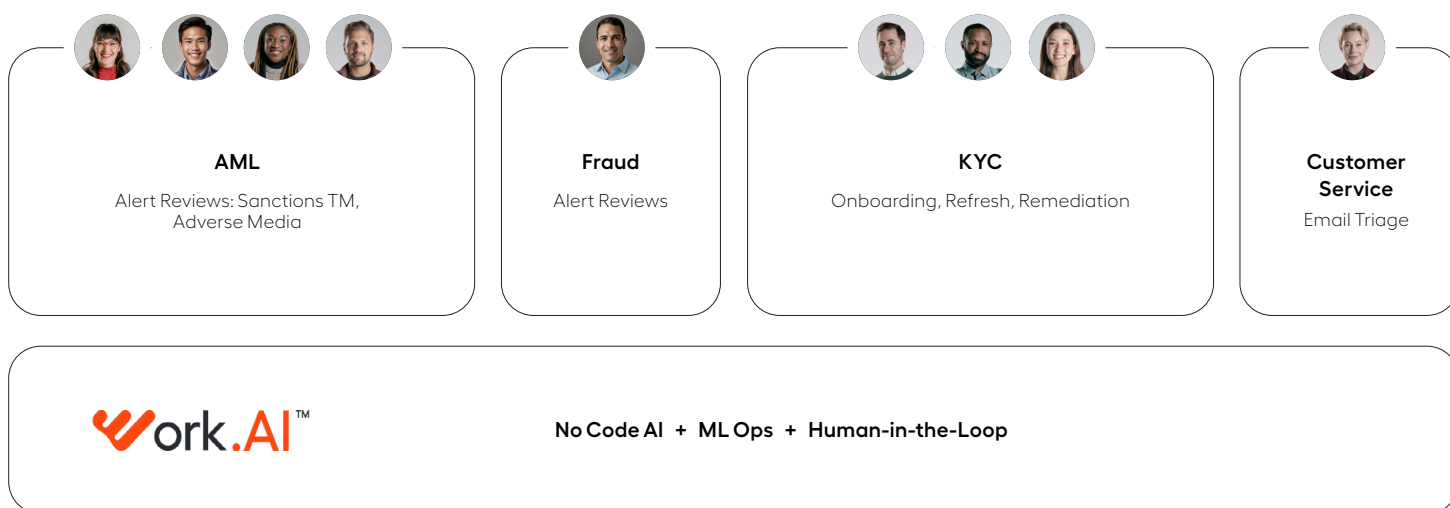 AML
Alert Reviews: Sanctions TM,
Adverse Media
Fraud
Alert Reviews
KYC
Onboarding, Refresh, Remediation
Customer
Service
Email Triage
Work.AI™
No Code AI + ML Ops + Human-in-the-Loop